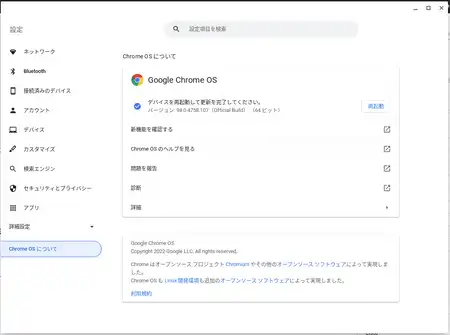 設定
設定項目を検索
ネットワーク
Bluetooth
接続済みのデバイス
アカウント
デバイス
カスタマイズ
検索エンジン
セキュリティとプライバシー
アプリ
詳細設定
Chrome OS について
Chrome OS について
Google Chrome OS
デバイスを再起動して更新を完了してください。
バージョン: 98.0.4758.107（Official Build）（64 ビット）
再起動
新機能を確認する
Chrome OS のヘルプを見る
問題を報告
診断
詳細
Google Chrome OS
Copyright 2023 Google LLC. All rights reserved.
Chrome はオープンソース プロジェクト Chromium やその他のオープンソース ソフトウェアによって実現しま
した。
Chrome OS も Linux 開発環境も追加のオープンソース ソフトウェアによって実現しました。
利用規約